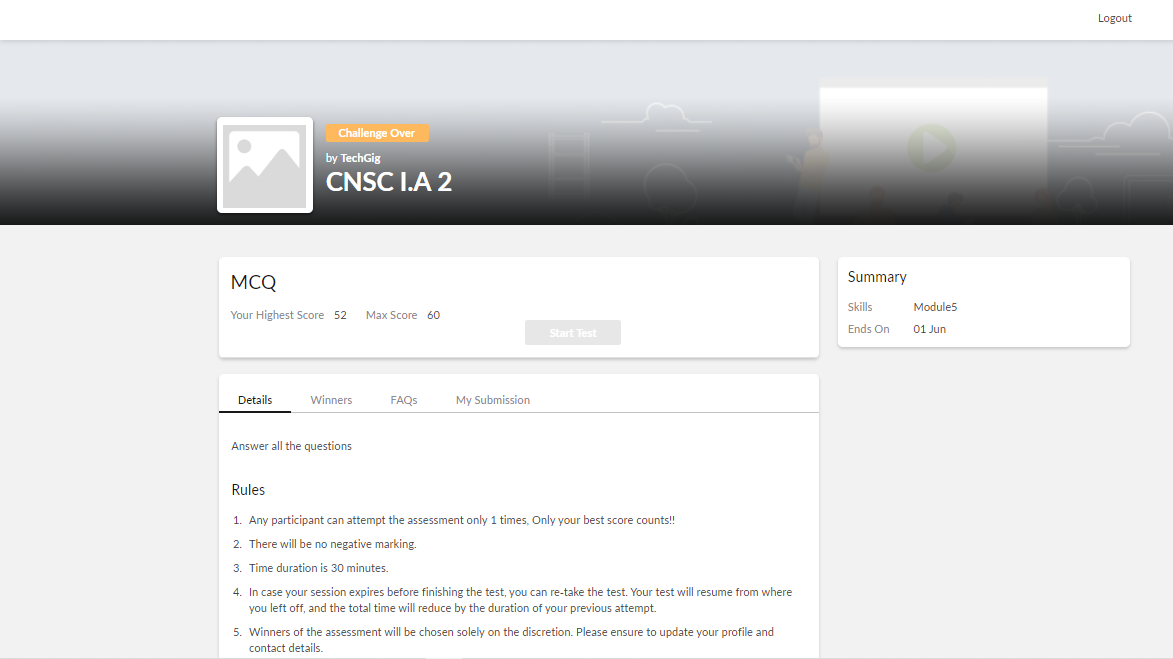 Logout
Challenge Over
by TechGig
CNSC I.A 2
MCQ
Your Highest Score 52 Max Score 60
Start Test
Summary
Skills Module5
Ends On 01 Jun
Details Winners FAQs My Submission
Answer all the questions
Rules
1. Any participant can attempt the assessment only 1 times, Only your best score counts!!
2. There will be no negative marking.
3. Time duration is 30 minutes.
4. In case your session expires before finishing the test, you can re-take the test. Your test will resume from where
you left off, and the total time will reduce by the duration of your previous attempt.
5. Winners of the assessment will be chosen solely on the discretion. Please ensure to update your profile and
contact details.